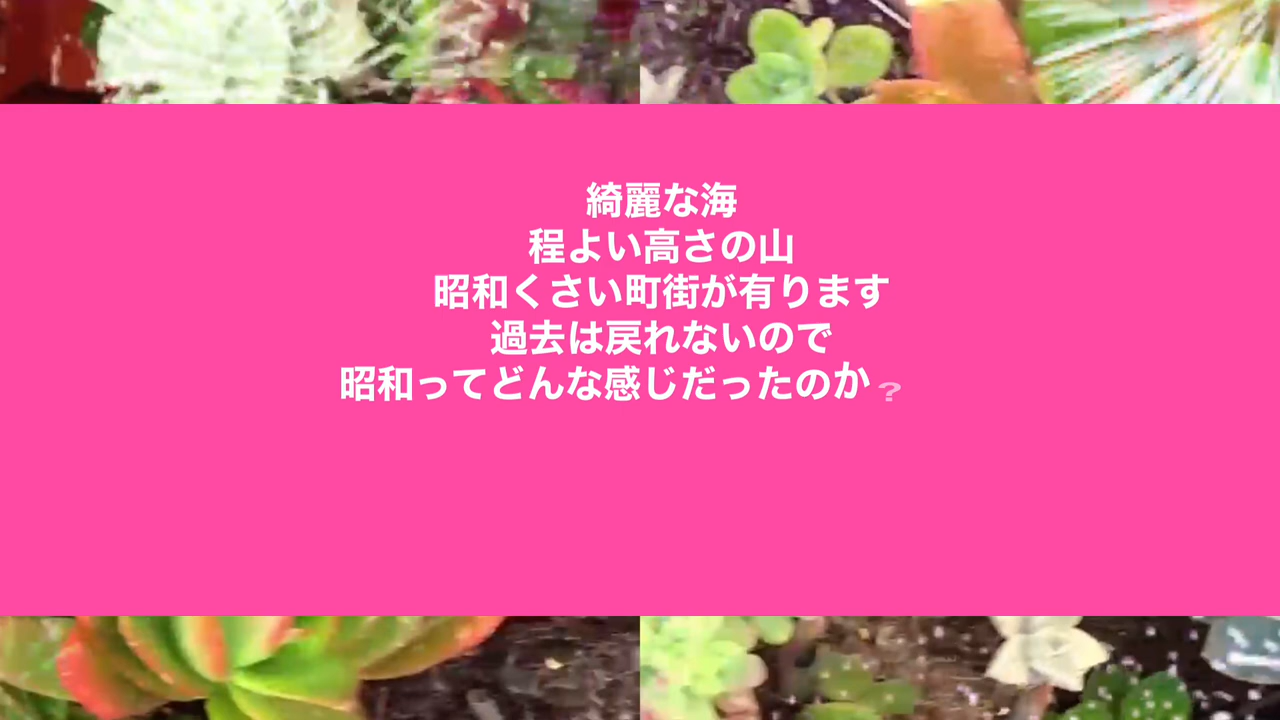 綺麗な海
程よい高さの山
昭和くさい町街が有ります
過去は戻れないので
昭和ってどんな感じだったのか?